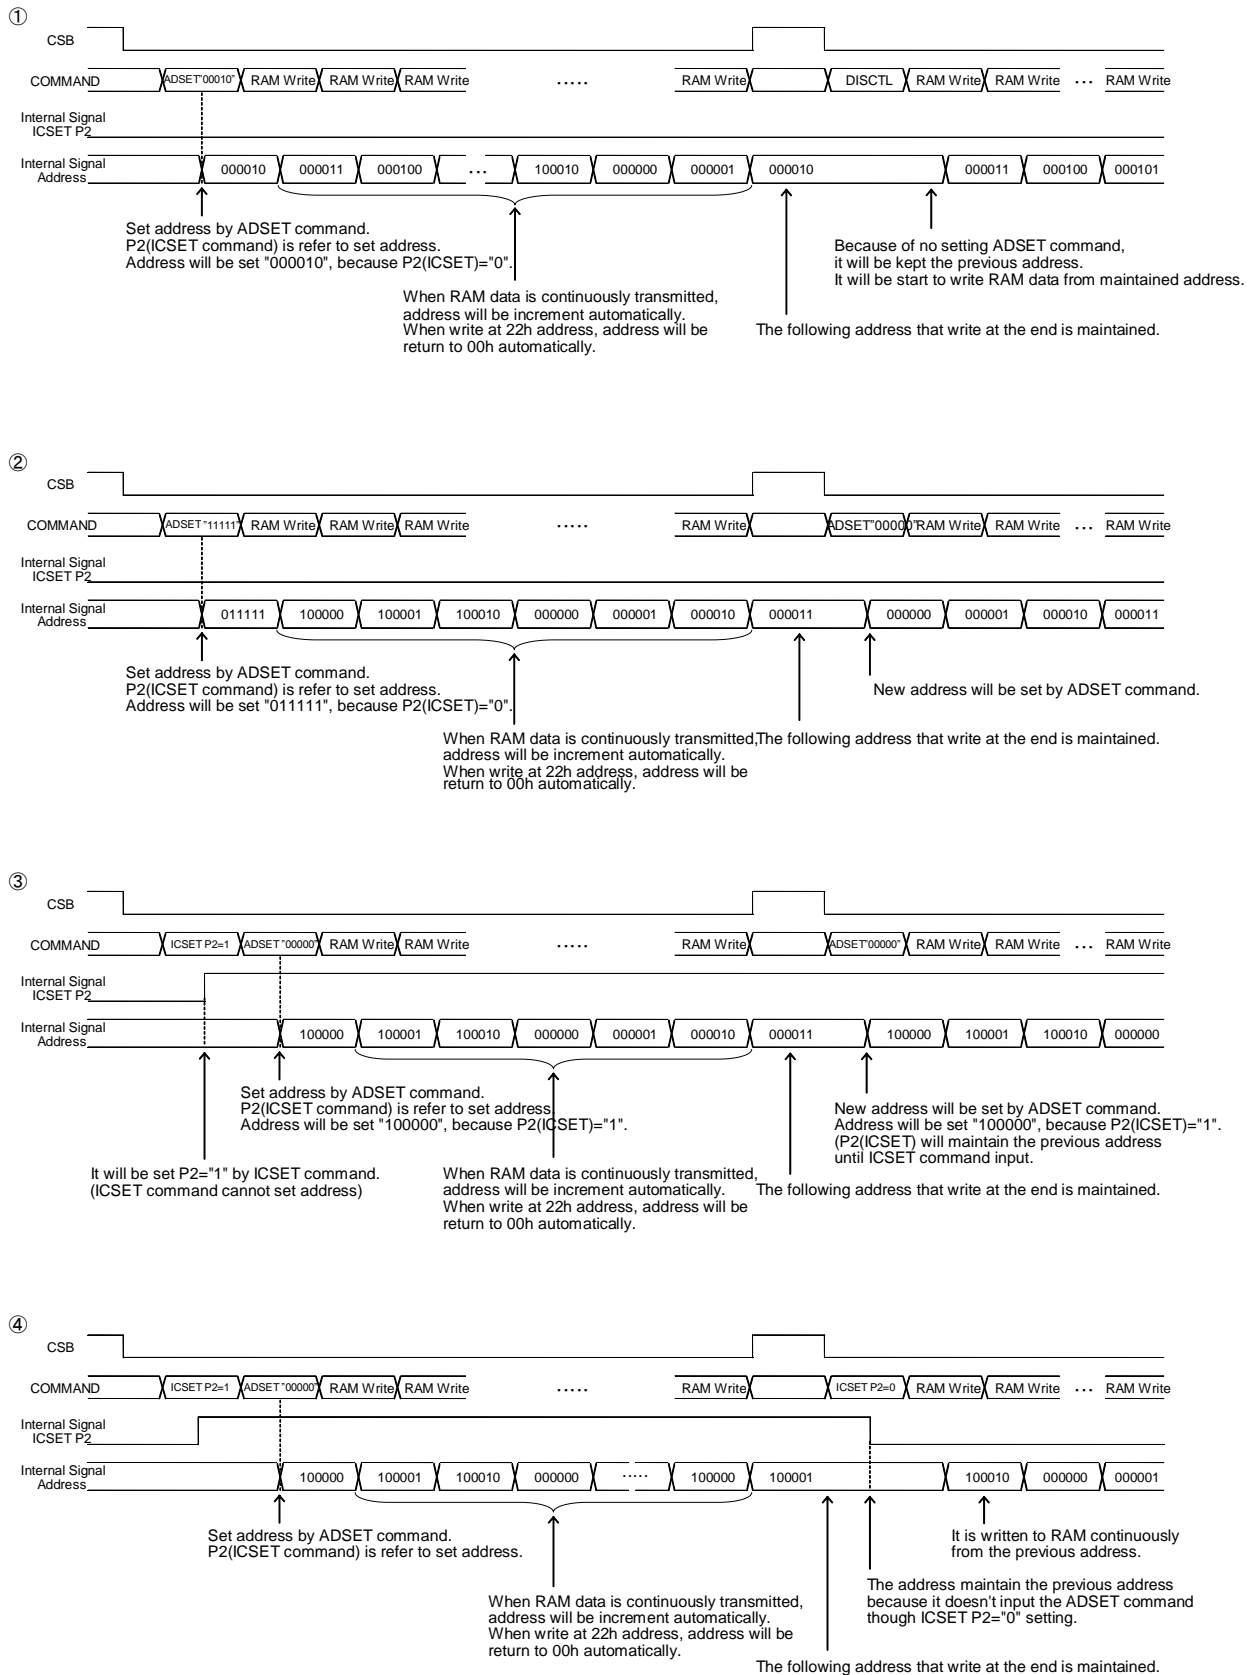 ①
CSB
COMMAND ADSET"00010" RAM Write RAM Write RAM Write ····· RAM Write DISCTL RAM Write RAM Write ··· RAM Write
Internal Signal
ICSET P2
Internal Signal
Address
000010 000011 000100 ··· 100010 000000 000001 000010 000011 000100 000101
Set address by ADSET command.
P2(ICSET command) is refer to set address.
Address will be set "000010", because P2(ICSET)="0".
When RAM data is continuously transmitted,
address will be increment automatically.
When write at 22h address, address will be
return to 00h automatically.
Because of no setting ADSET command,
it will be kept the previous address.
It will be start to write RAM data from maintained address.
The following address that write at the end is maintained.
②
CSB
COMMAND ADSET"11111" RAM Write RAM Write RAM Write ····· RAM Write ADSET"00000" RAM Write RAM Write ··· RAM Write
Internal Signal
ICSET P2
Internal Signal
Address
011111 100000 100001 100010 000000 000001 000010 000011 000000 000001 000010 000011
Set address by ADSET command.
P2(ICSET command) is refer to set address.
Address will be set "011111", because P2(ICSET)="0".
When RAM data is continuously transmitted,
address will be increment automatically.
When write at 22h address, address will be
return to 00h automatically.
The following address that write at the end is maintained.
New address will be set by ADSET command.
③
CSB
COMMAND ICSET P2=1 ADSET"00000" RAM Write RAM Write ····· RAM Write ADSET"00000" RAM Write RAM Write ··· RAM Write
Internal Signal
ICSET P2
Internal Signal
Address
100000 100001 100010 000000 000001 000010 000011 100000 100001 100010 000000
Set address by ADSET command.
P2(ICSET command) is refer to set address.
Address will be set "100000", because P2(ICSET)="1".
It will be set P2="1" by ICSET command.
(ICSET command cannot set address)
When RAM data is continuously transmitted,
address will be increment automatically.
When write at 22h address, address will be
return to 00h automatically.
New address will be set by ADSET command.
Address will be set "100000", because P2(ICSET)="1".
(P2(ICSET) will maintain the previous address
until ICSET command input.
The following address that write at the end is maintained.
④
CSB
COMMAND ICSET P2=1 ADSET"00000" RAM Write RAM Write ····· RAM Write ICSET P2=0 RAM Write RAM Write ··· RAM Write
Internal Signal
ICSET P2
Internal Signal
Address
100000 100001 100010 000000 ····· 100000 100001 100010 000000 000001
Set address by ADSET command.
P2(ICSET command) is refer to set address.
When RAM data is continuously transmitted,
address will be increment automatically.
When write at 22h address, address will be
return to 00h automatically.
It is written to RAM continuously
from the previous address.
The address maintain the previous address
because it doesn't input the ADSET command
though ICSET P2="0" setting.
The following address that write at the end is maintained.